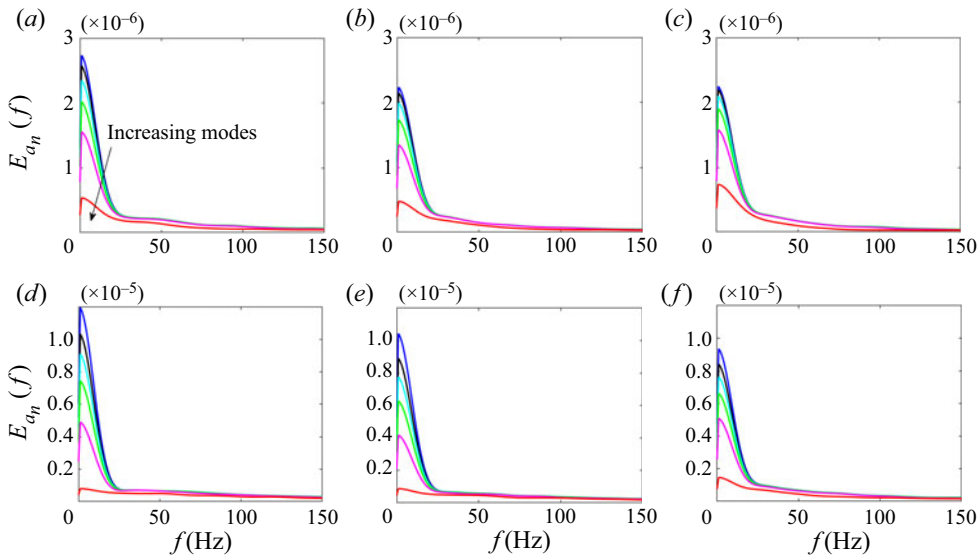 (a) (×10⁻⁶) (b) (×10⁻⁶) (c) (×10⁻⁶)
3 3 3
2 2 2
Increasing modes
1 1 1
E_{a_n} (f)
0 50 100 150 0 50 100 150 0 50 100 150
(d) (×10⁻⁵) (e) (×10⁻⁵) (f) (×10⁻⁵)
1.0 1.0 1.0
0.8 0.8 0.8
0.6 0.6 0.6
E_{a_n} (f)
0.4 0.4 0.4
0.2 0.2 0.2
0 50 100 150 0 50 100 150 0 50 100 150
f(Hz) f(Hz) f(Hz)